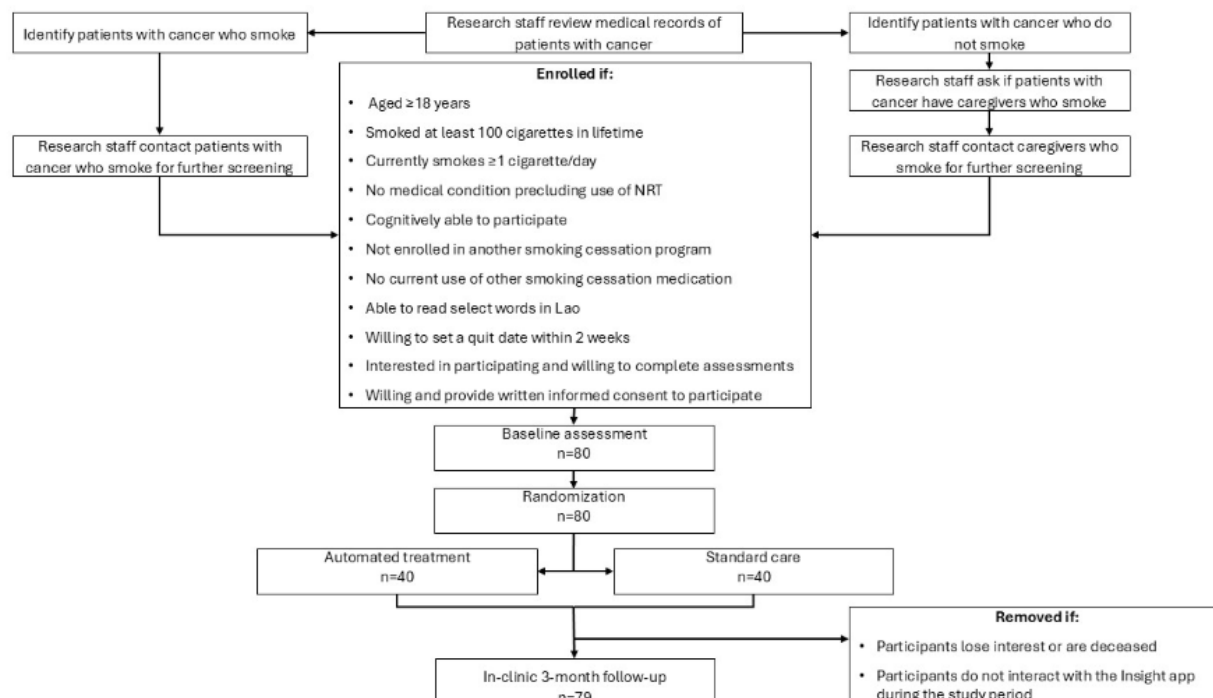 Research staff review medical records of
patients with cancer
Identify patients with cancer who smoke
Identify patients with cancer who do
not smoke
Research staff ask if patients with
cancer have caregivers who smoke
Research staff contact patients with
cancer who smoke for further screening
Research staff contact caregivers who
smoke for further screening
Enrolled if:
• Aged ≥18 years
• Smoked at least 100 cigarettes in lifetime
• Currently smokes ≥1 cigarette/day
• No medical condition precluding use of NRT
• Cognitively able to participate
• Not enrolled in another smoking cessation program
• No current use of other smoking cessation medication
• Able to read select words in Lao
• Willing to set a quit date within 2 weeks
• Interested in participating and willing to complete assessments
• Willing and provide written informed consent to participate
Baseline assessment
n=80
Randomization
n=80
Automated treatment
n=40
Standard care
n=40
Removed if:
• Participants lose interest or are deceased
• Participants do not interact with the Insight app
during the study period
In-clinic 3-month follow-up
n=79